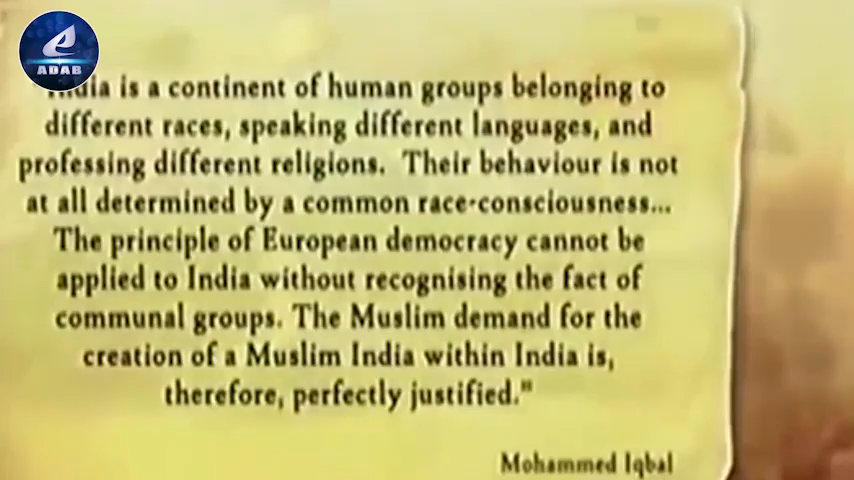 ADAB
India is a continent of human groups belonging to
different races, speaking different languages, and
professing different religions. Their behaviour is not
at all determined by a common race-consciousness...
The principle of European democracy cannot be
applied to India without recognising the fact of
communal groups. The Muslim demand for the
creation of a Muslim India within India is,
therefore, perfectly justified."
Mohammed Iqbal